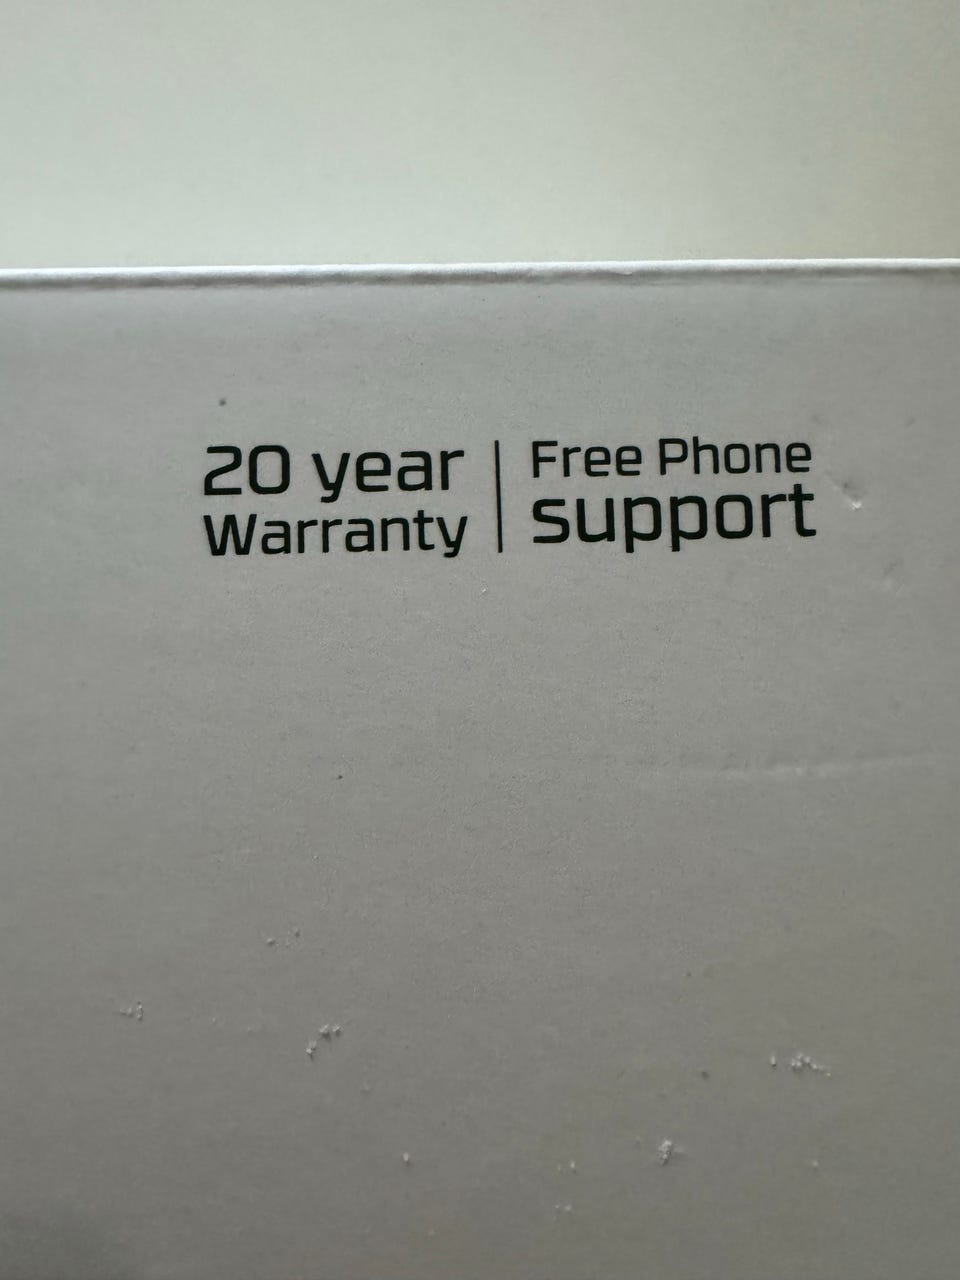 20 year
Warranty
Free Phone
support